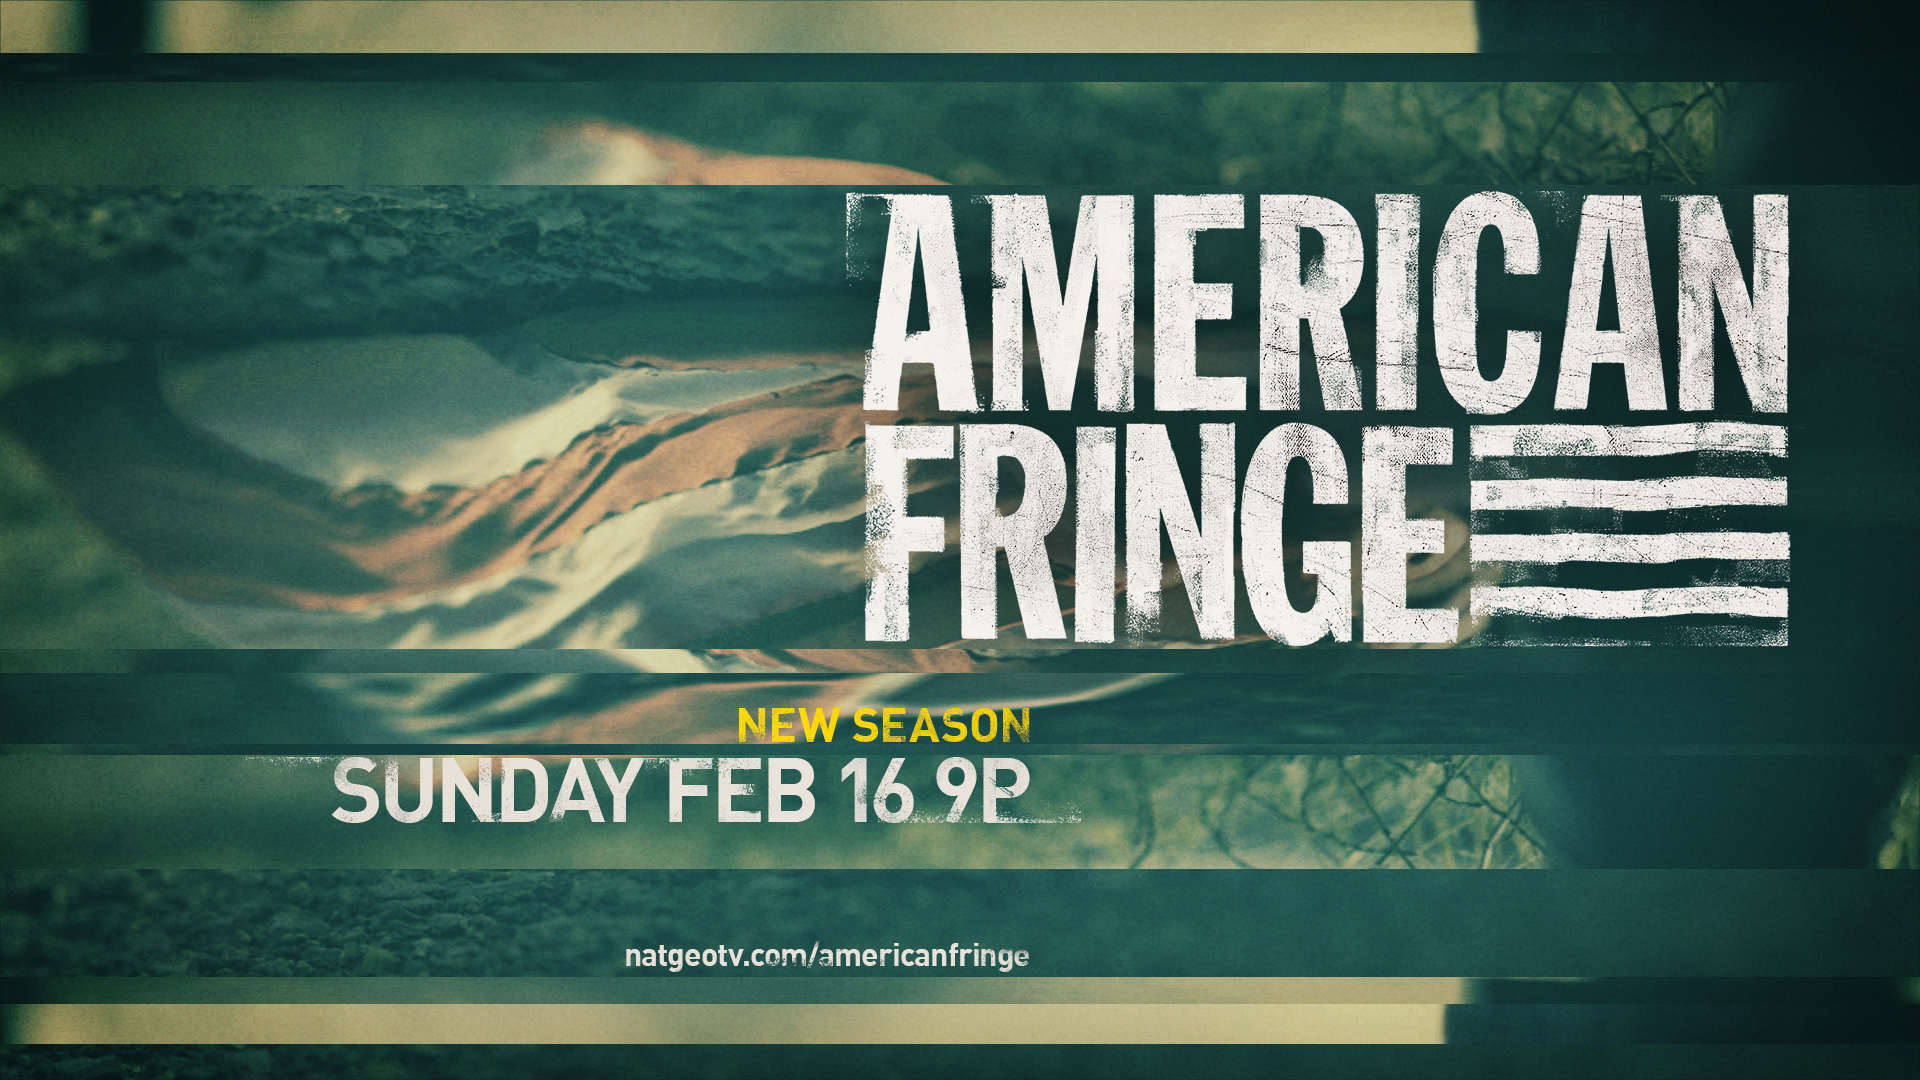 AMERICAN
FRINGE
NEW SEASON
SUNDAY FEB 16 9P
natgeotv.com/americanfringe